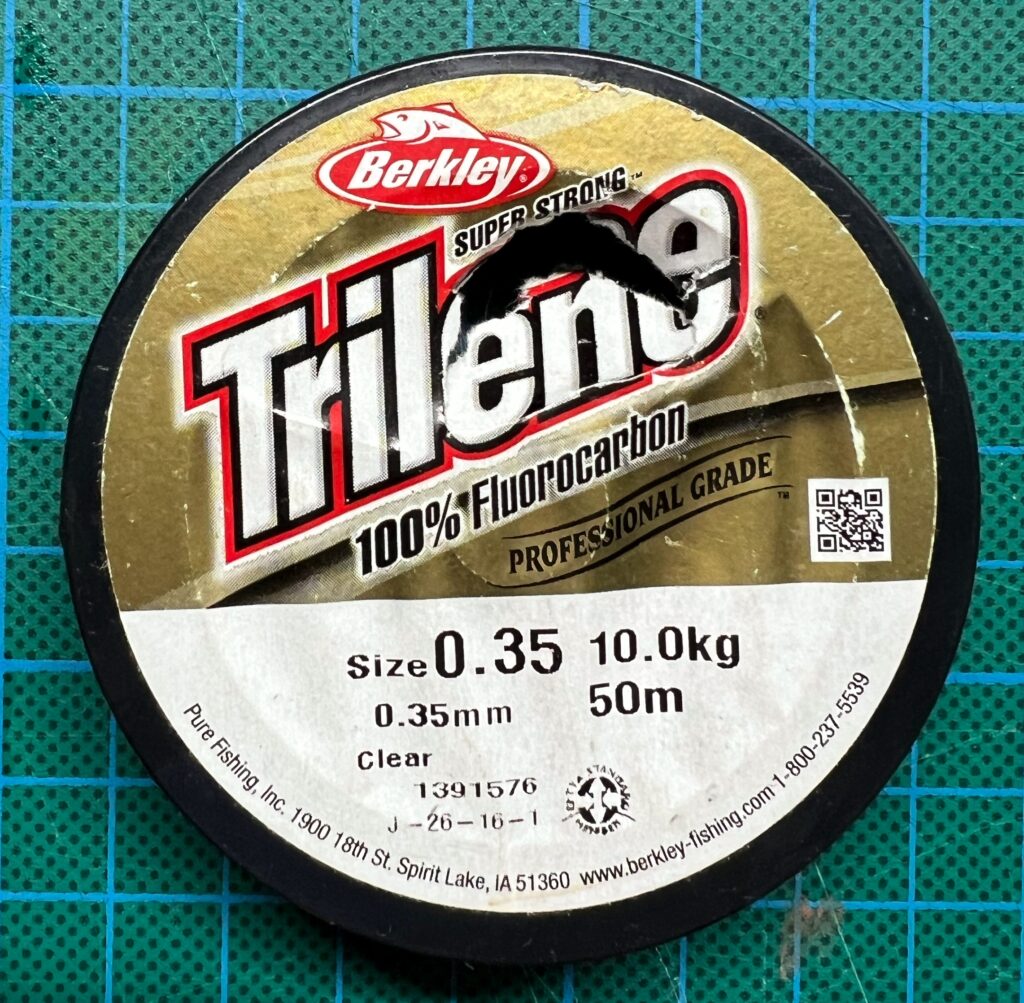 Berkley®
SUPER STRONG™
Trilene®
100% Fluorocarbon
PROFESSIONAL GRADE™
Size 0.35 10.0kg
0.35mm 50m
Clear
1391576
J-26-16-1
Pure Fishing, Inc. 1900 18th St. Spirit Lake, IA 51360 www.berkley-fishing.com 1-800-237-5539